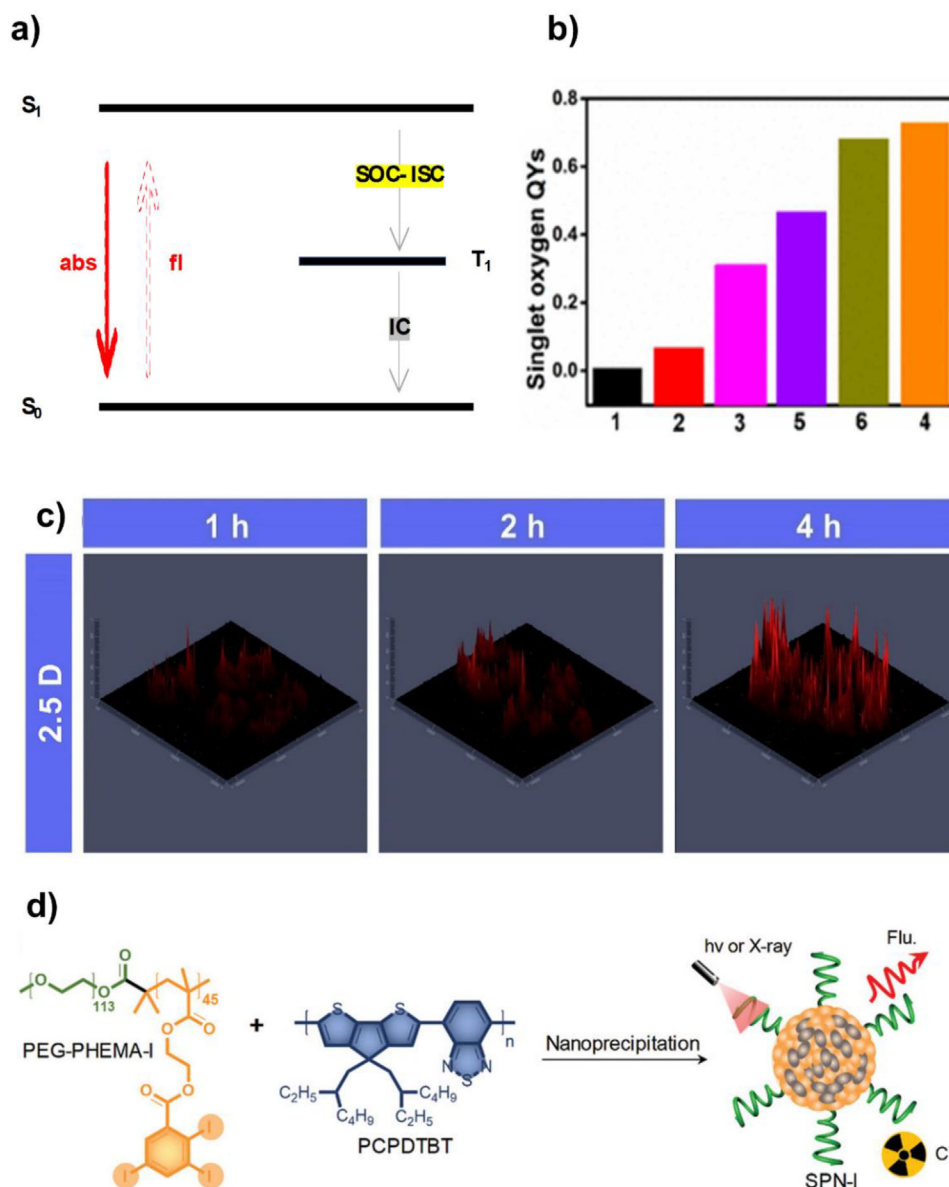 a)
S₁
SOC-ISC
abs
fl
T₁
IC
S₀
b)
Singlet oxygen QYs
0.8
0.6
0.4
0.2
0.0
1 2 3 5 6 4
c)
1 h 2 h 4 h
2.5 D
d)
O
O
O
113
45
O
PEG-PHEMA-I
O
O
O
I
I
I
+
S
S
n
N
N
S
C₂H₅
C₄H₉
C₄H₉
C₂H₅
PCPDTBT
Nanoprecipitation
hv or X-ray
Flu.
SPN-I
C